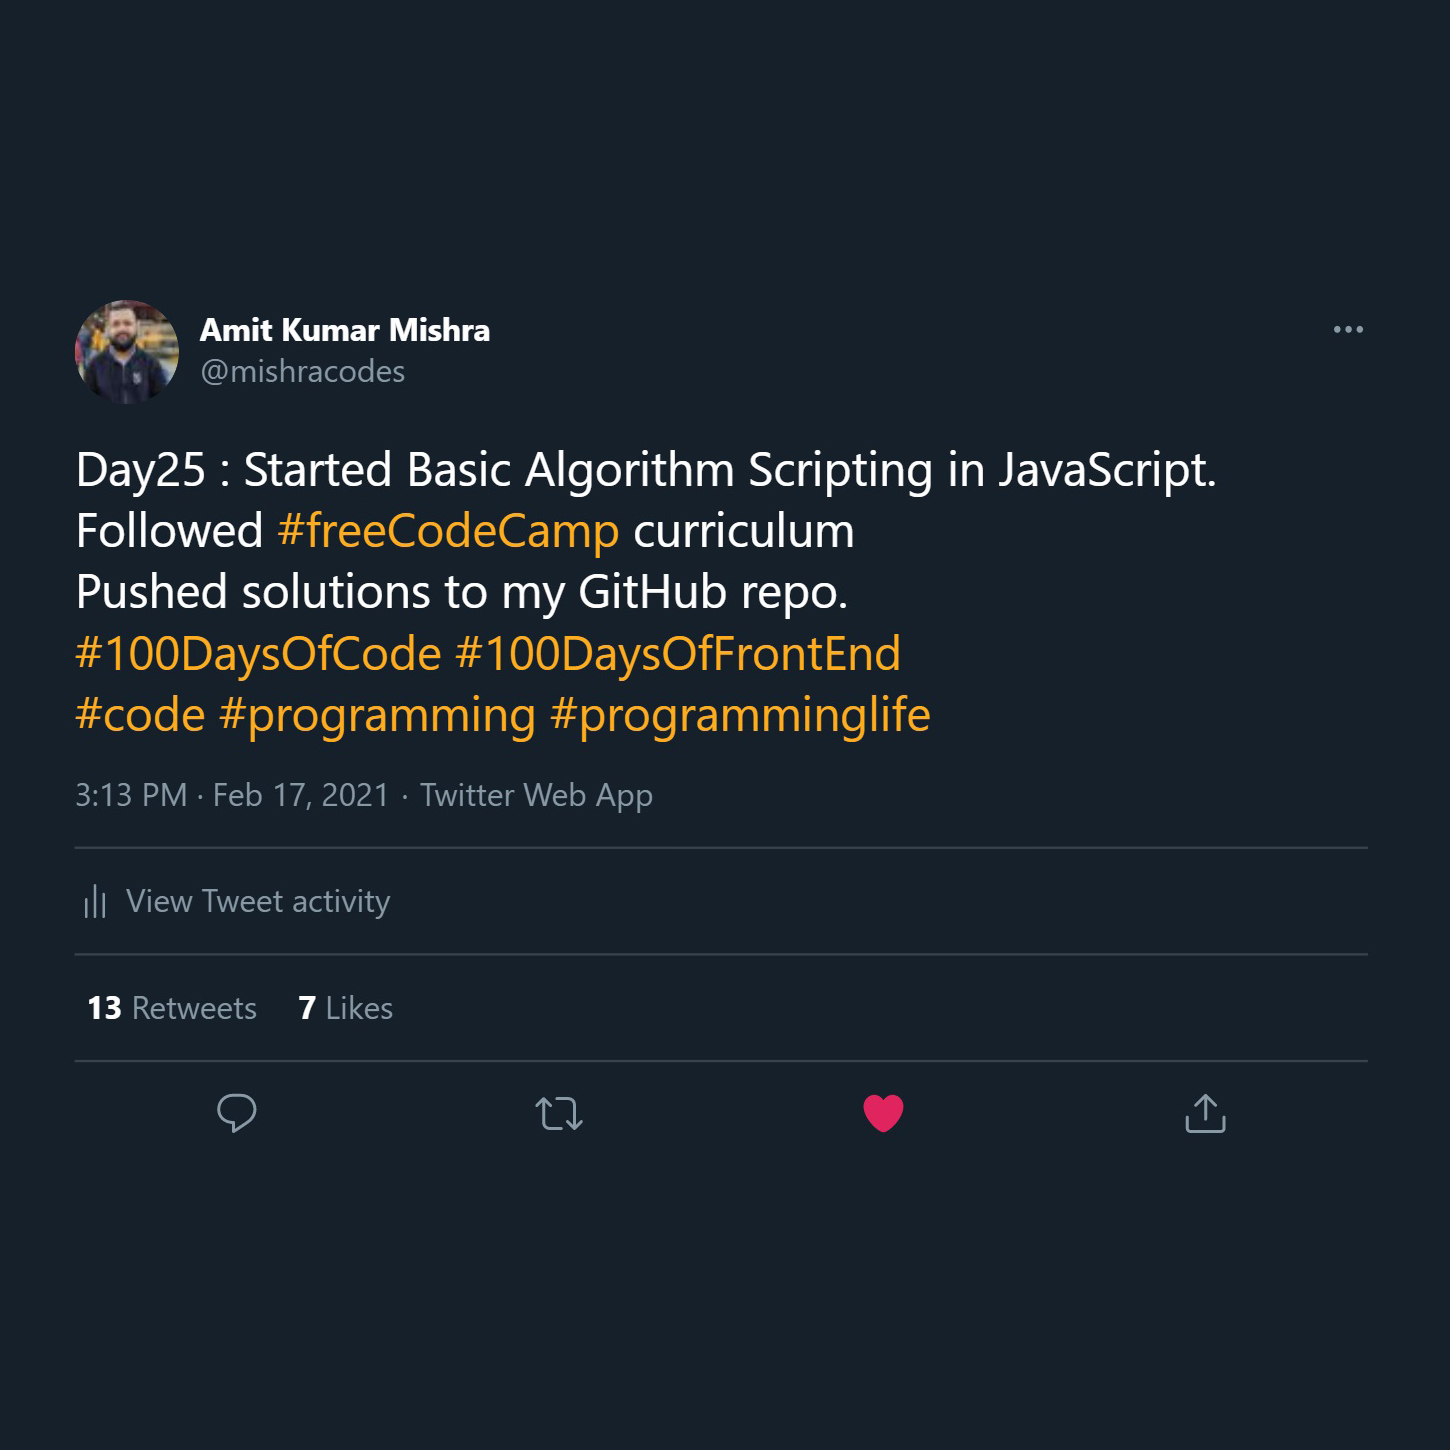 Amit Kumar Mishra
@mishracodes
Day25 : Started Basic Algorithm Scripting in JavaScript.
Followed #freeCodeCamp curriculum
Pushed solutions to my GitHub repo.
#100DaysOfCode #100DaysOfFrontEnd
#code #programming #programminglife
3:13 PM · Feb 17, 2021 · Twitter Web App
View Tweet activity
13 Retweets 7 Likes